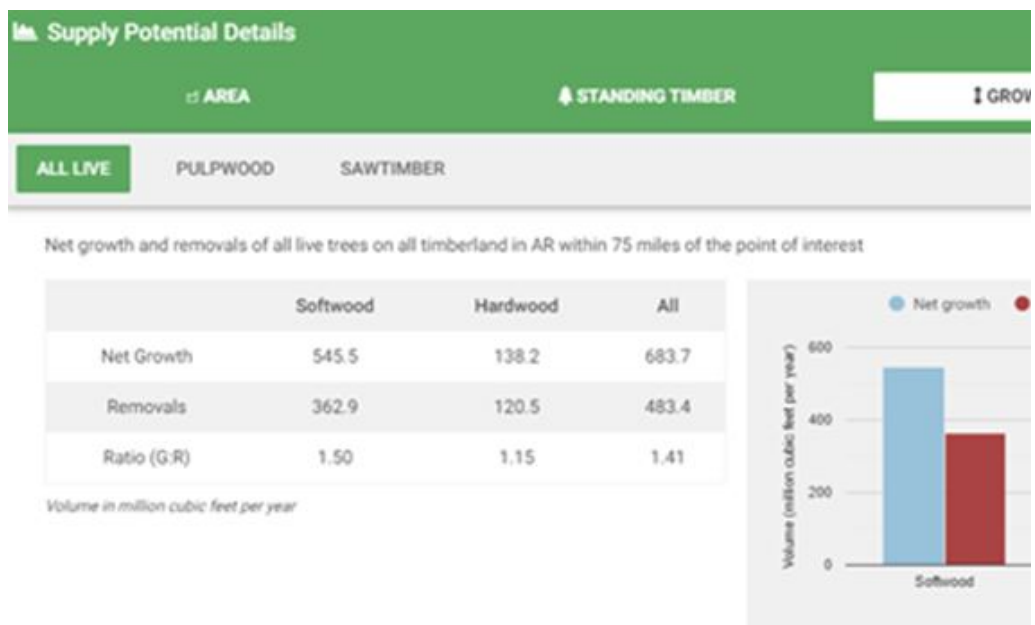 Supply Potential Details
AREA
STANDING TIMBER
GROW
ALL LIVE
PULPWOOD
SAWTIMBER
Net growth and removals of all live trees on all timberland in AR within 75 miles of the point of interest
Softwood Hardwood All
Net Growth 545.5 138.2 683.7
Removals 362.9 120.5 483.4
Ratio (G:R) 1.50 1.15 1.41
Volume in million cubic feet per year
Net growth
Volume (million cubic feet per year)
600
400
200
0
Softwood